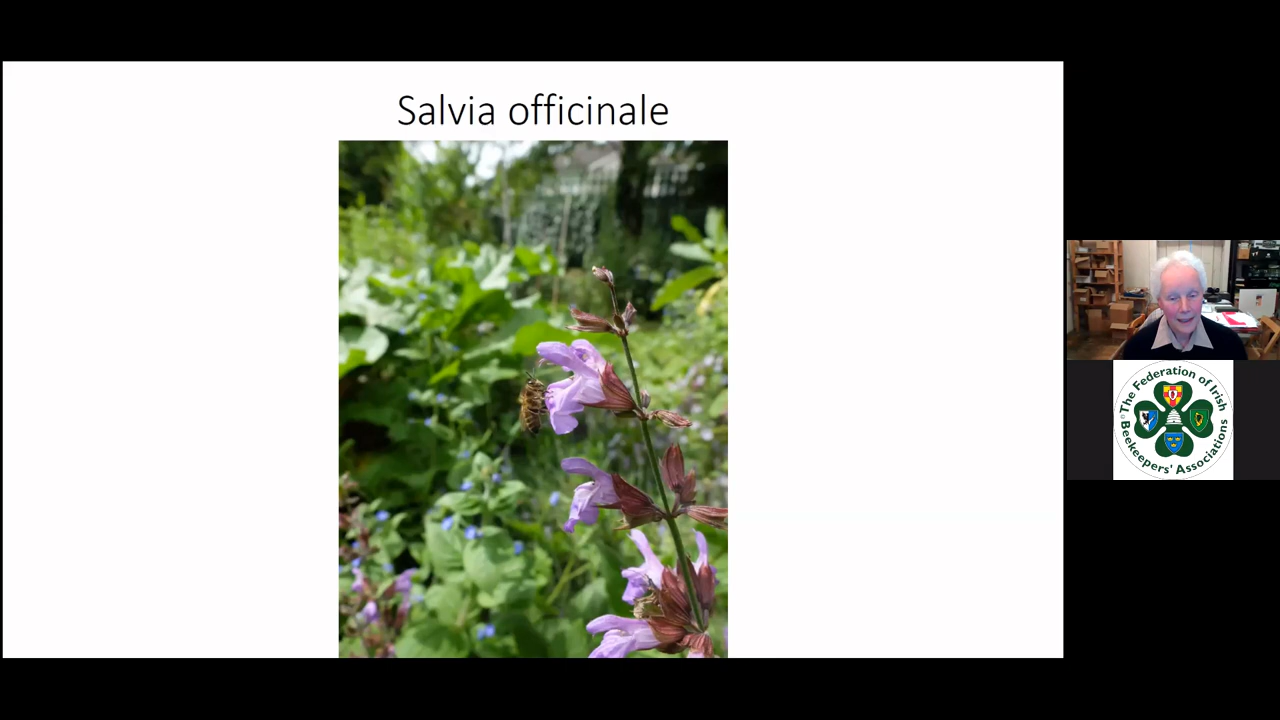 Salvia officinale
The Federation of Irish
Beekeepers' Associations
©